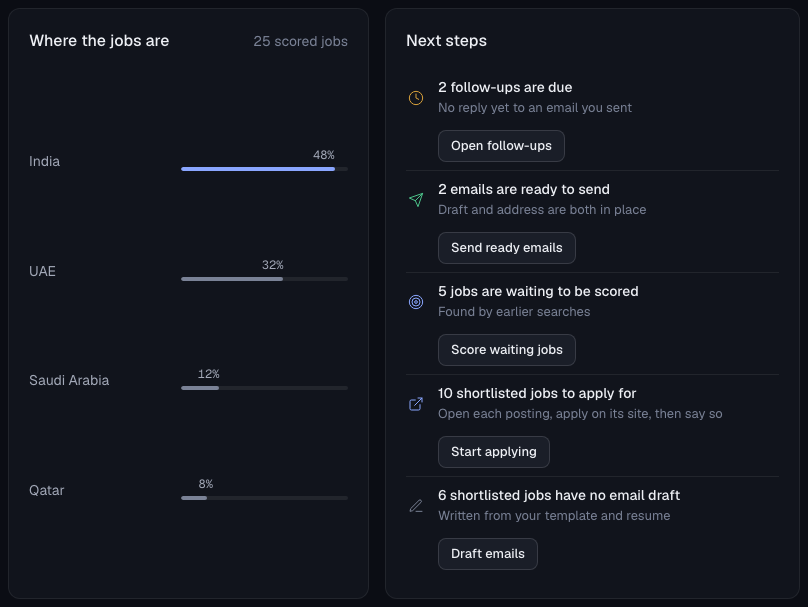 Where the jobs are
25 scored jobs
India
48%
UAE
32%
Saudi Arabia
12%
Qatar
8%
Next steps
2 follow-ups are due
No reply yet to an email you sent
Open follow-ups
2 emails are ready to send
Draft and address are both in place
Send ready emails
5 jobs are waiting to be scored
Found by earlier searches
Score waiting jobs
10 shortlisted jobs to apply for
Open each posting, apply on its site, then say so
Start applying
6 shortlisted jobs have no email draft
Written from your template and resume
Draft emails